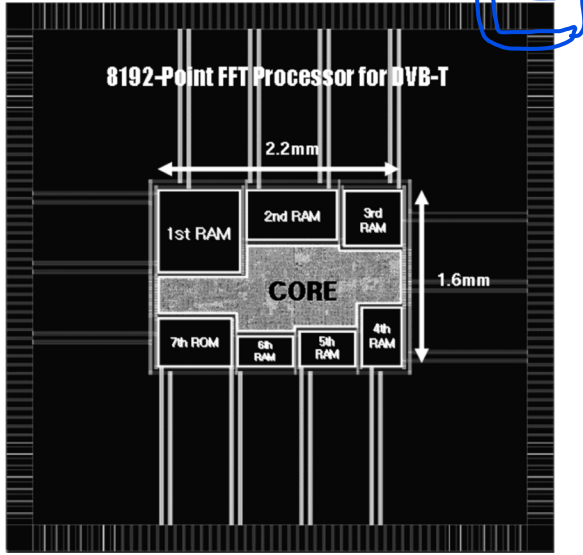 8192-Point FFT Processor for DVB-T
2.2mm
1st RAM
2nd RAM
3rd
RAM
CORE
1.6mm
7th ROM
6th
RAM
5th
RAM
4th
RAM